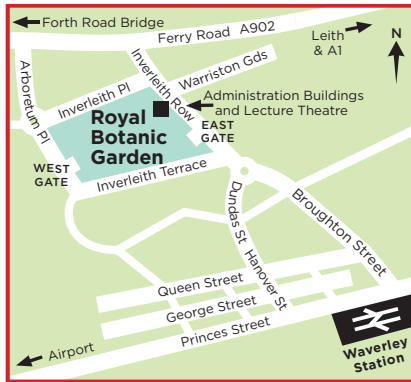 Forth Road Bridge
Ferry Road A902
Leith
& A1
N
Arboretum Pl
Inverleith Pl
Inverleith Row
Warriston Gds
Administration Buildings
and Lecture Theatre
Royal
Botanic
Garden
EAST
GATE
WEST
GATE
Inverleith Terrace
Dundas St
Hanover St
Broughton Street
Queen Street
George Street
Princes Street
Airport
Waverley
Station